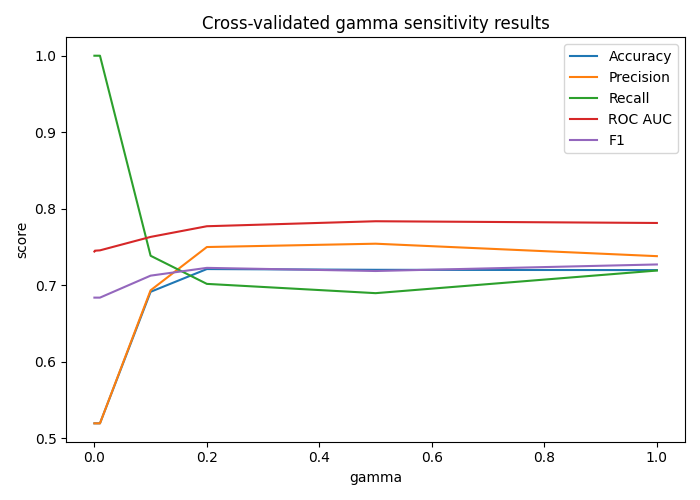 Cross-validated gamma sensitivity results
1.0
0.9
0.8
0.7
0.6
0.5
score
Accuracy
Precision
Recall
ROC AUC
F1
0.0 0.2 0.4 0.6 0.8 1.0
gamma